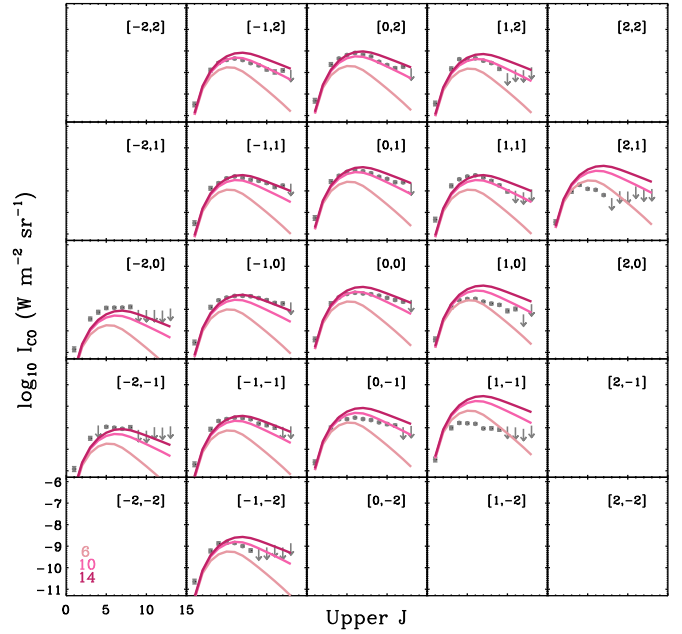 [-2,2] [-1,2] [0,2] [1,2] [2,2]
[-2,1] [-1,1] [0,1] [1,1] [2,1]
[-2,0] [-1,0] [0,0] [1,0] [2,0]
log₁₀ I_CO (W m⁻² sr⁻¹)
[-2,-1] [-1,-1] [0,-1] [1,-1] [2,-1]
[-2,-2] [-1,-2] [0,-2] [1,-2] [2,-2]
-6
-7
-8
-9
-10
-11
6
10
14
0 5 10 15
Upper J